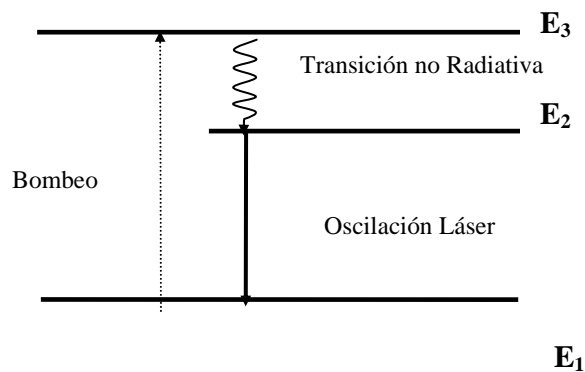 E3
Transición no Radiativa
E2
Bombeo
Oscilación Láser
E1